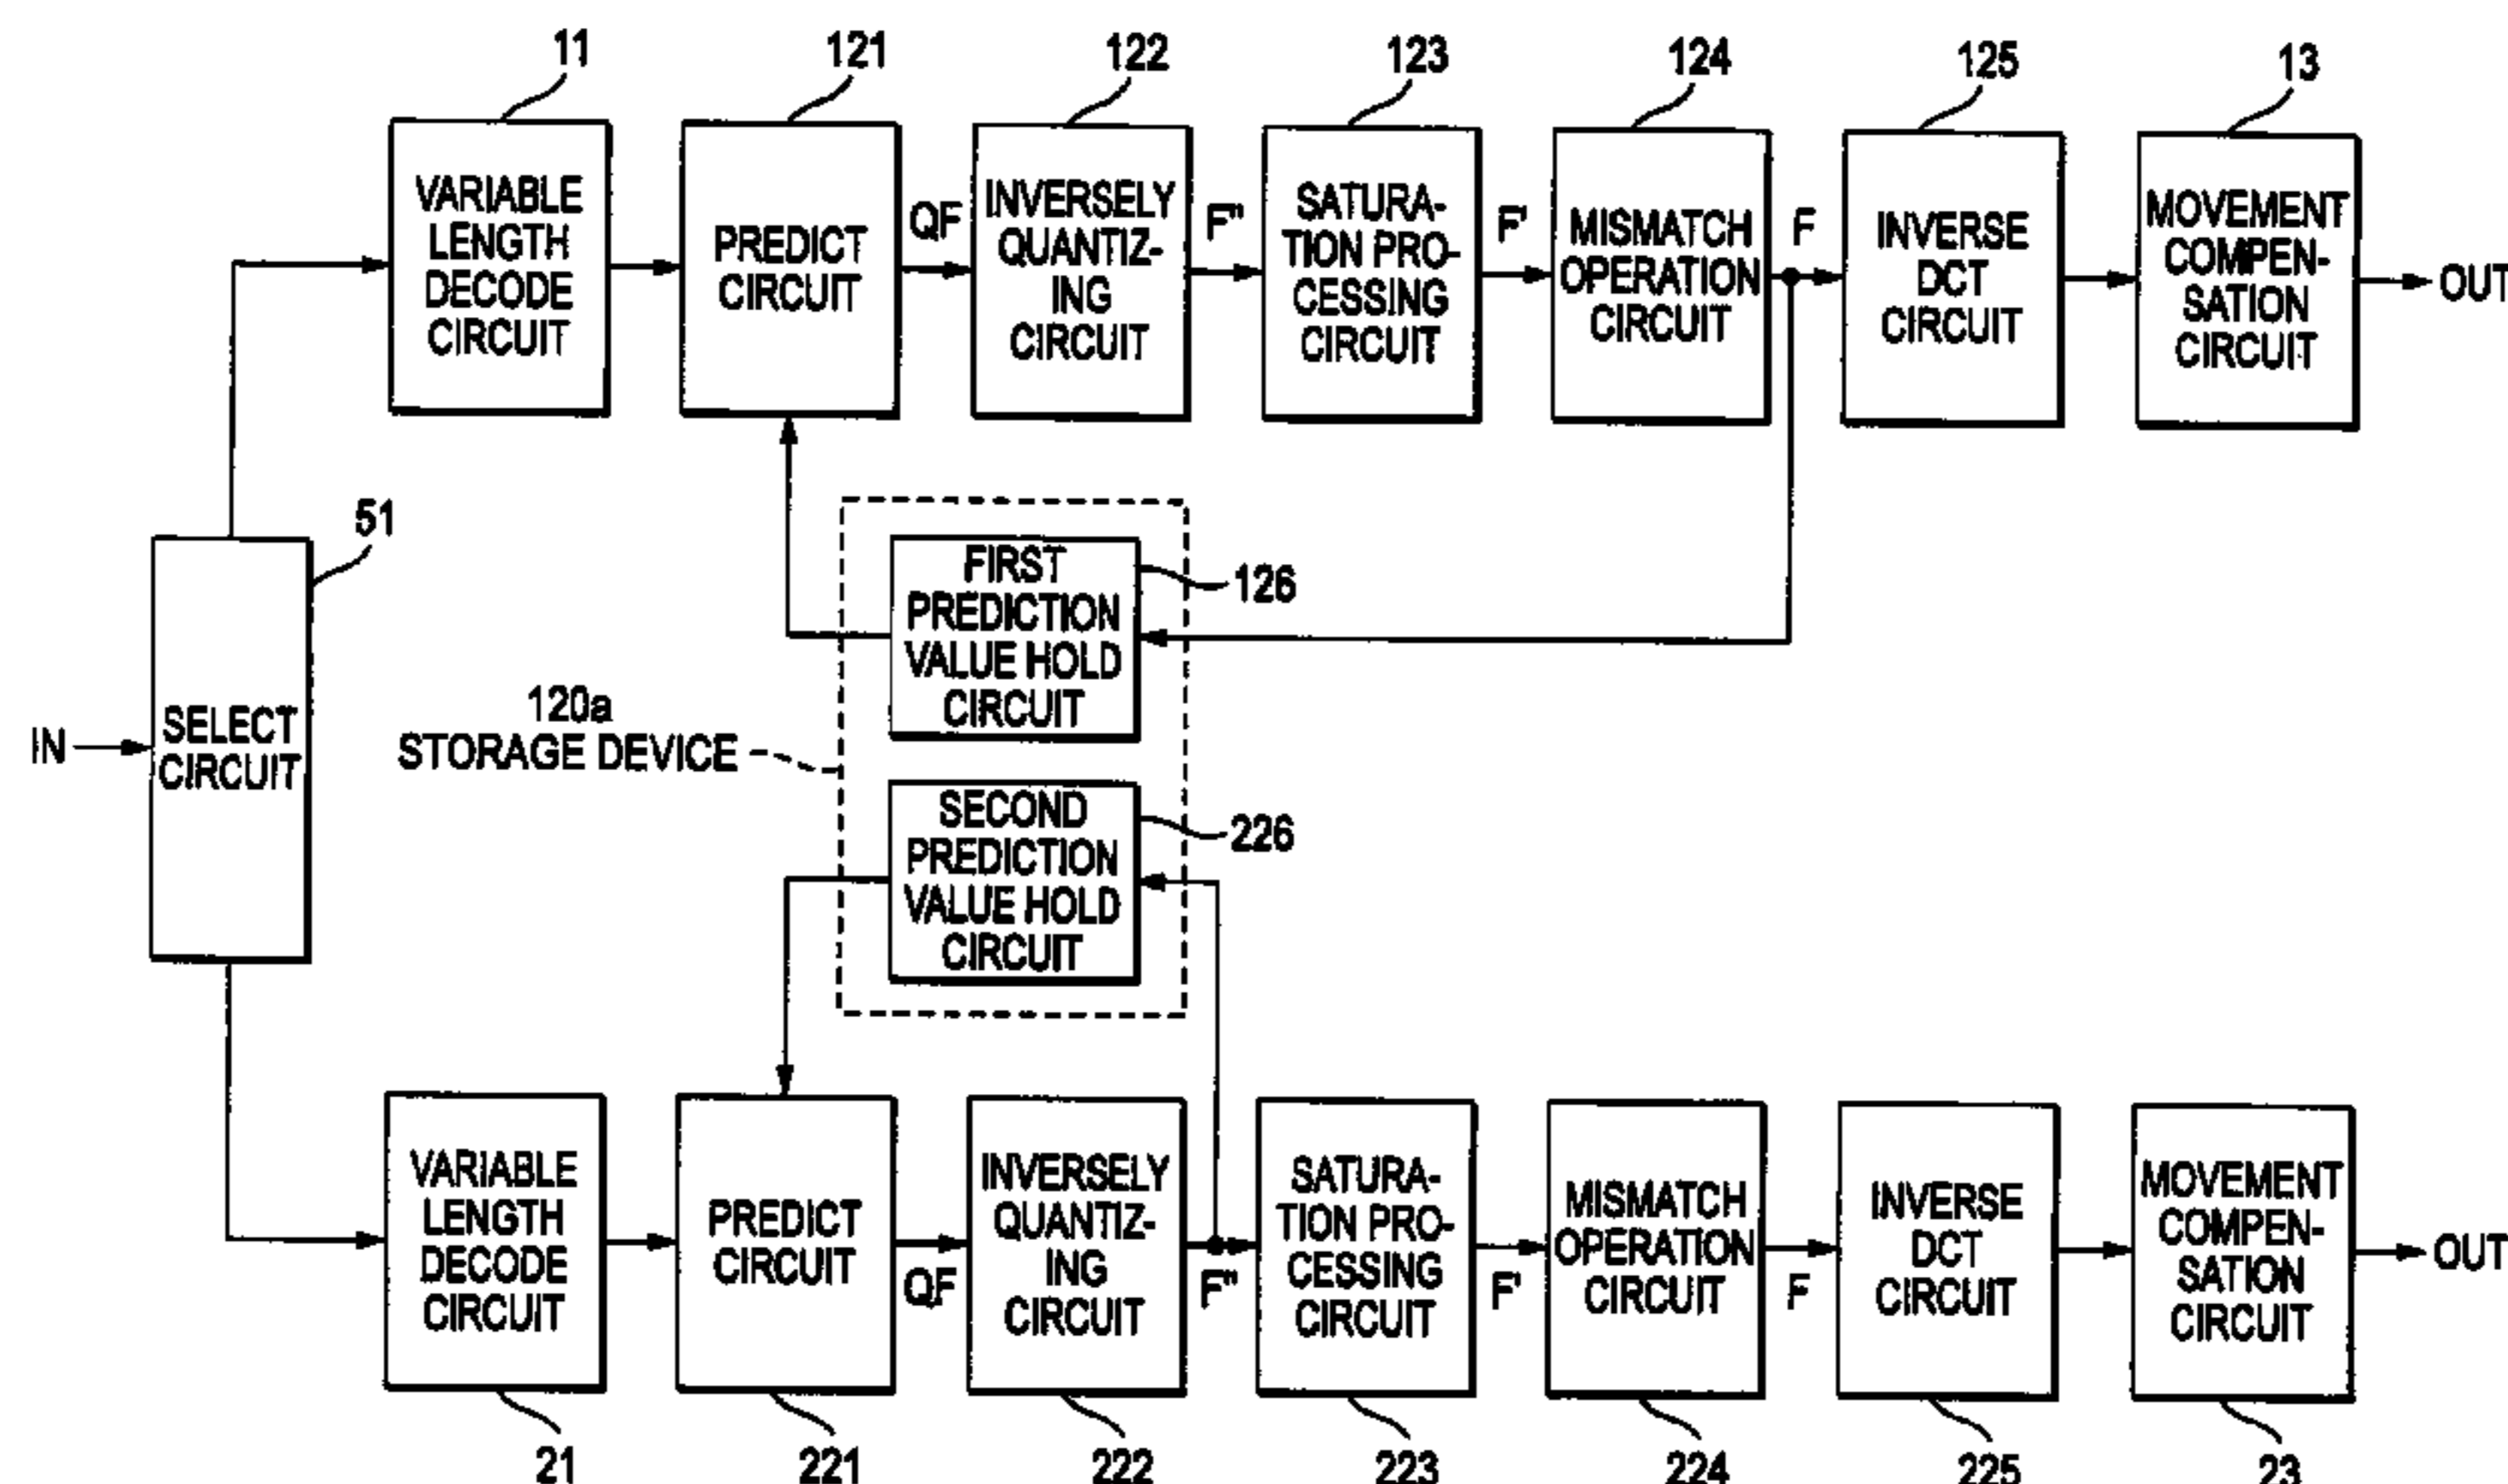 11
121
122
123
124
125
13
VARIABLE
LENGTH
DECODE
CIRCUIT
PREDICT
CIRCUIT
QF
INVERSELY
QUANTIZ-
ING
CIRCUIT
F"
SATURA-
TION PRO-
CESSING
CIRCUIT
F'
MISMATCH
OPERATION
CIRCUIT
F
INVERSE
DCT
CIRCUIT
MOVEMENT
COMPEN-
SATION
CIRCUIT
OUT
51
IN
SELECT
CIRCUIT
120a
STORAGE DEVICE
FIRST
PREDICTION
VALUE HOLD
CIRCUIT
126
SECOND
PREDICTION
VALUE HOLD
CIRCUIT
226
VARIABLE
LENGTH
DECODE
CIRCUIT
PREDICT
CIRCUIT
QF
INVERSELY
QUANTIZ-
ING
CIRCUIT
F"
SATURA-
TION PRO-
CESSING
CIRCUIT
F'
MISMATCH
OPERATION
CIRCUIT
F
INVERSE
DCT
CIRCUIT
MOVEMENT
COMPEN-
SATION
CIRCUIT
OUT
21
221
222
223
224
225
23